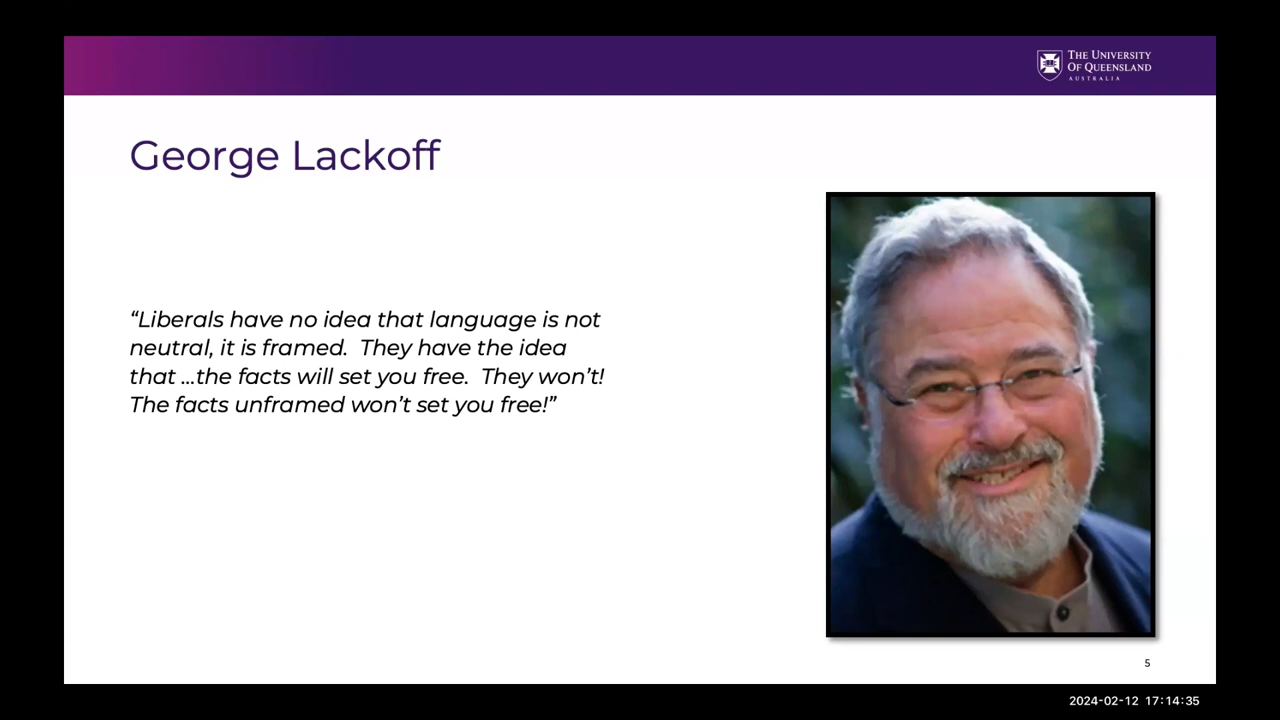 THE UNIVERSITY
OF QUEENSLAND
AUSTRALIA
George Lackoff
“Liberals have no idea that language is not
neutral, it is framed.  They have the idea
that ...the facts will set you free.  They won’t!
The facts unframed won’t set you free!”
5
2024-02-12 17:14:35